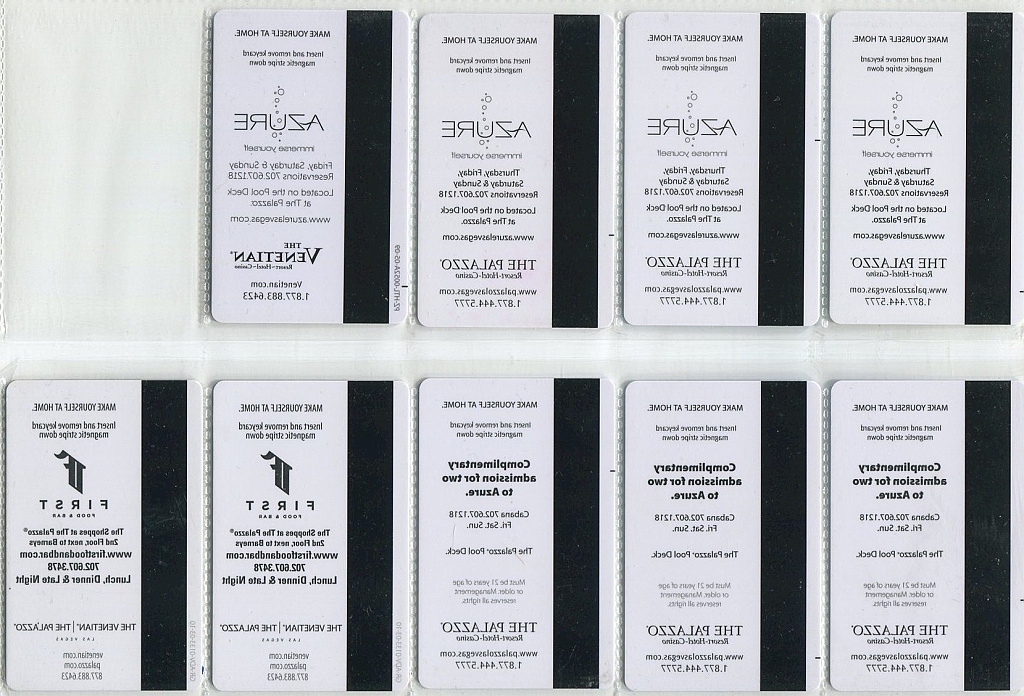 MAKE YOURSELF AT HOME.
Insert and remove keycard
magnetic stripe down
AZURE
immerse yourself
Friday, Saturday & Sunday
Reservations 702.607.1218
Located on the Pool Deck
at The Palazzo.
www.azurelasvegas.com
THE
VENETIAN®
Resort-Hotel-Casino
Venetian.com
1.877.883.6423
PZ-HTL-0052A-05-09
MAKE YOURSELF AT HOME.
Insert and remove keycard
magnetic stripe down
AZURE
immerse yourself
Thursday, Friday,
Saturday & Sunday
Reservations 702.607.1218
Located on the Pool Deck
at The Palazzo.
www.azurelasvegas.com
THE PALAZZO®
Resort-Hotel-Casino
www.palazzolasvegas.com
1.877.444.5777
MAKE YOURSELF AT HOME.
Insert and remove keycard
magnetic stripe down
AZURE
immerse yourself
Thursday, Friday,
Saturday & Sunday
Reservations 702.607.1218
Located on the Pool Deck
at The Palazzo.
www.azurelasvegas.com
THE PALAZZO®
Resort-Hotel-Casino
www.palazzolasvegas.com
1.877.444.5777
MAKE YOURSELF AT HOME.
Insert and remove keycard
magnetic stripe down
AZURE
immerse yourself
Thursday, Friday,
Saturday & Sunday
Reservations 702.607.1218
Located on the Pool Deck
at The Palazzo.
www.azurelasvegas.com
THE PALAZZO®
Resort-Hotel-Casino
www.palazzolasvegas.com
1.877.444.5777
MAKE YOURSELF AT HOME.
Insert and remove keycard
magnetic stripe down
FIRST
FOOD & BAR
The Shoppes at The Palazzo®
2nd Floor, next to Barneys
www.firstfoodandbar.com
702.607.3478
Lunch, Dinner & Late Night
THE VENETIAN® | THE PALAZZO®
LAS VEGAS
venetian.com
palazzo.com
877.883.6423
GR-ADV-0133-03-10
MAKE YOURSELF AT HOME.
Insert and remove keycard
magnetic stripe down
FIRST
FOOD & BAR
The Shoppes at The Palazzo®
2nd Floor, next to Barneys
www.firstfoodandbar.com
702.607.3478
Lunch, Dinner & Late Night
THE VENETIAN® | THE PALAZZO®
LAS VEGAS
venetian.com
palazzo.com
877.883.6423
GR-ADV-0133-03-10
MAKE YOURSELF AT HOME.
Insert and remove keycard
magnetic stripe down
Complimentary
admission for two
to Azure.
Cabana 702.607.1218
Fri. Sat. Sun.
The Palazzo® Pool Deck.
Must be 21 years of age
or older. Management
reserves all rights.
THE PALAZZO®
Resort-Hotel-Casino
www.palazzolasvegas.com
1.877.444.5777
MAKE YOURSELF AT HOME.
Insert and remove keycard
magnetic stripe down
Complimentary
admission for two
to Azure.
Cabana 702.607.1218
Fri. Sat. Sun.
The Palazzo® Pool Deck.
Must be 21 years of age
or older. Management
reserves all rights.
THE PALAZZO®
Resort-Hotel-Casino
www.palazzolasvegas.com
1.877.444.5777
MAKE YOURSELF AT HOME.
Insert and remove keycard
magnetic stripe down
Complimentary
admission for two
to Azure.
Cabana 702.607.1218
Fri. Sat. Sun.
The Palazzo® Pool Deck.
Must be 21 years of age
or older. Management
reserves all rights.
THE PALAZZO®
Resort-Hotel-Casino
www.palazzolasvegas.com
1.877.444.5777